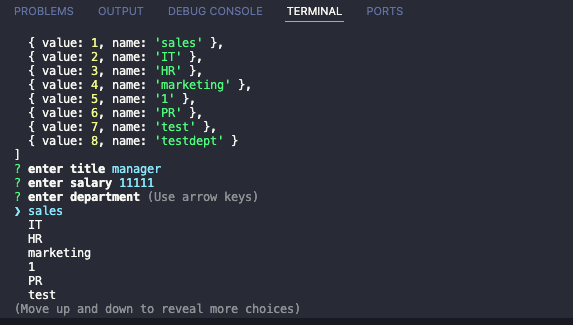 PROBLEMS OUTPUT DEBUG CONSOLE TERMINAL PORTS
{ value: 1, name: 'sales' },
{ value: 2, name: 'IT' },
{ value: 3, name: 'HR' },
{ value: 4, name: 'marketing' },
{ value: 5, name: '1' },
{ value: 6, name: 'PR' },
{ value: 7, name: 'test' },
{ value: 8, name: 'testdept' }
]
? enter title manager
? enter salary 11111
? enter department (Use arrow keys)
❯ sales
IT
HR
marketing
1
PR
test
(Move up and down to reveal more choices)